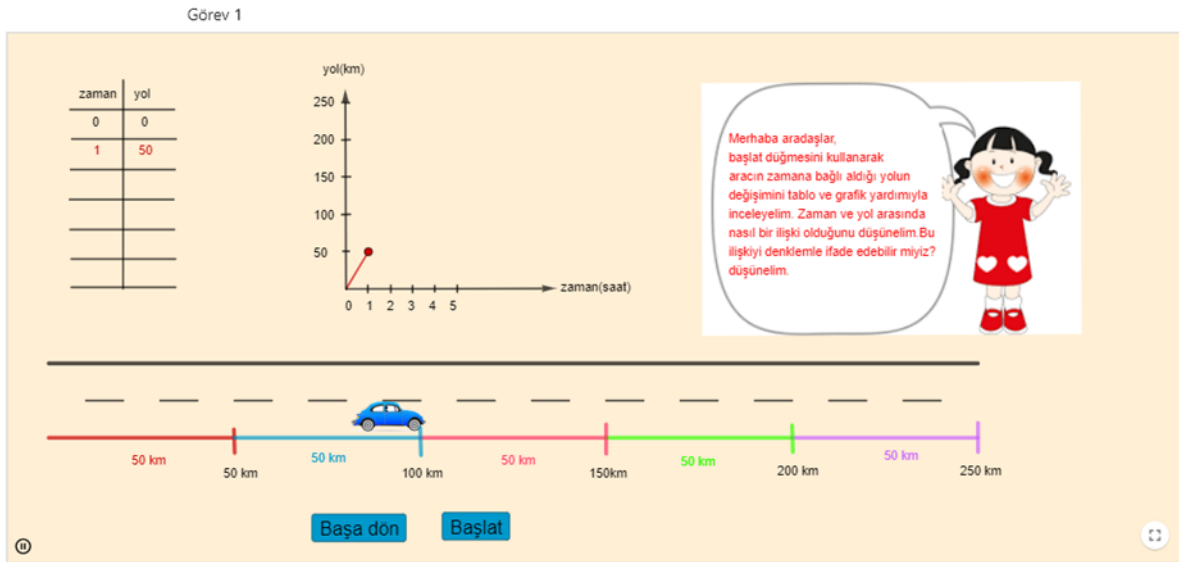 Görev 1
zaman yol
0 0
1 50
yol(km)
250
200
150
100
50
0 1 2 3 4 5
zaman(saat)
Merhaba aradaşlar,
başlat düğmesini kullanarak
aracın zamana bağlı aldığı yolun
değişimini tablo ve grafik yardımıyla
inceleyelim. Zaman ve yol arasında
nasıl bir ilişki olduğunu düşünelim.Bu
ilişkiyi denklemle ifade edebilir miyiz?
düşünelim.
50 km 50 km 50 km 50 km 50 km
50 km 100 km 150km 200 km 250 km
Başa dön Başlat